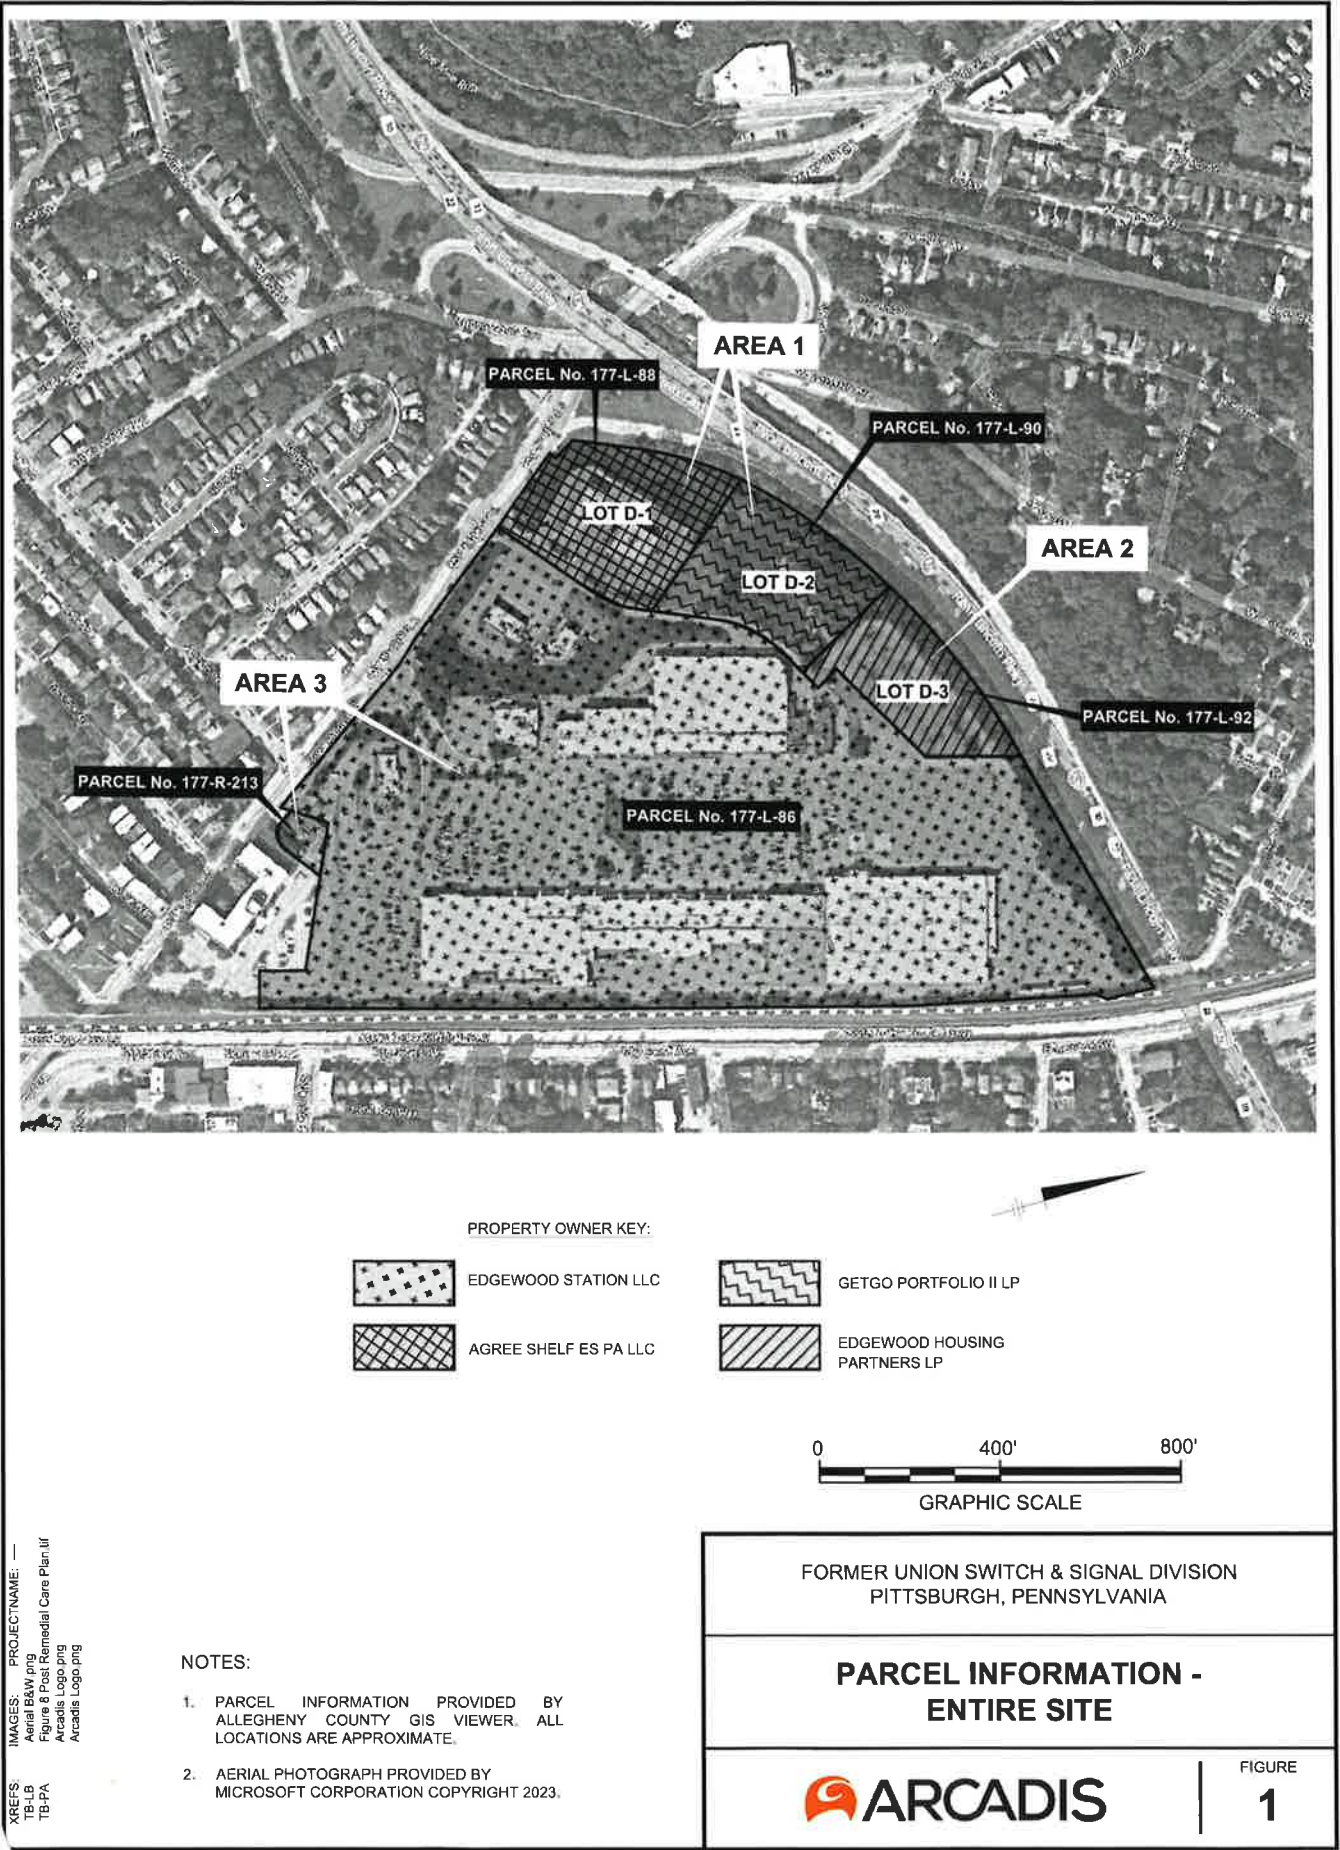 AREA 1
PARCEL No. 177-L-88
PARCEL No. 177-L-90
LOT D-1
AREA 2
LOT D-2
AREA 3
LOT D-3
PARCEL No. 177-L-92
PARCEL No. 177-R-213
PARCEL No. 177-L-86
PROPERTY OWNER KEY:
EDGEWOOD STATION LLC
GETGO PORTFOLIO II LP
AGREE SHELF ES PA LLC
EDGEWOOD HOUSING
PARTNERS LP
0 400' 800'
GRAPHIC SCALE
FORMER UNION SWITCH & SIGNAL DIVISION
PITTSBURGH, PENNSYLVANIA
PARCEL INFORMATION -
ENTIRE SITE
ARCADIS
FIGURE
1
NOTES:
1. PARCEL INFORMATION PROVIDED BY
ALLEGHENY COUNTY GIS VIEWER. ALL
LOCATIONS ARE APPROXIMATE.
2. AERIAL PHOTOGRAPH PROVIDED BY
MICROSOFT CORPORATION COPYRIGHT 2023.
XREFS: IMAGES: PROJECTNAME: —
TB-LB Aerial B&W.png
TB-PA Figure 8 Post Remedial Care Plan.tif
Arcadis Logo.png
Arcadis Logo.png